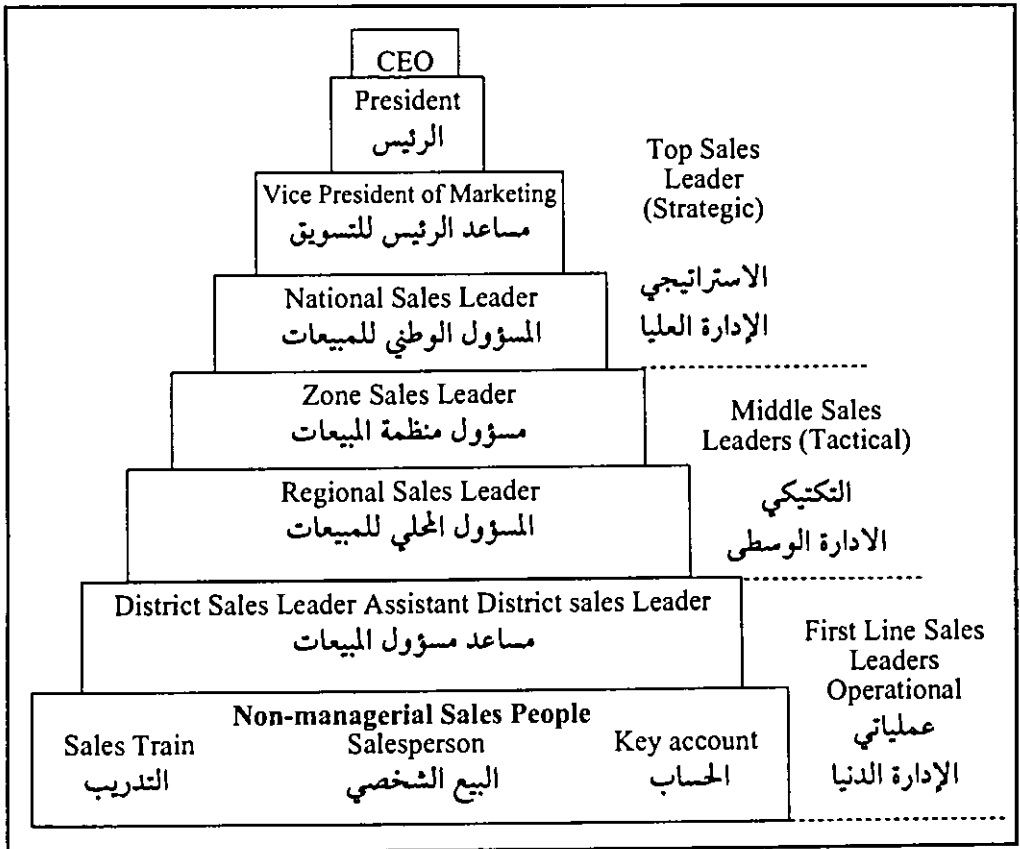 CEO
President
الرئيس
Vice President of Marketing
مساعد الرئيس للتسويق
National Sales Leader
المسؤول الوطني للمبيعات
Top Sales
Leader
(Strategic)
الاستراتيجي
الإدارة العليا
Zone Sales Leader
مسؤول منظمة المبيعات
Regional Sales Leader
المسؤول المحلي للمبيعات
Middle Sales
Leaders (Tactical)
التكتيكي
الادارة الوسطى
District Sales Leader Assistant District sales Leader
مساعد مسؤول المبيعات
Non-managerial Sales People
Sales Train
التدريب
Salesperson
البيع الشخصي
Key account
الحساب
First Line Sales
Leaders
Operational
عملياتي
الإدارة الدنيا